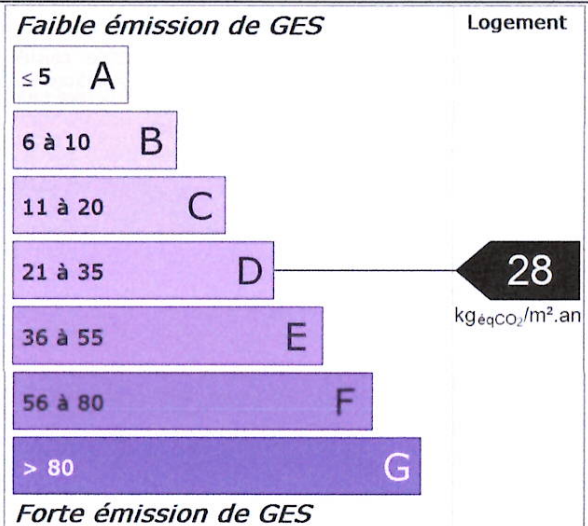 Faible émission de GES
Logement
≤ 5 A
6 à 10 B
11 à 20 C
21 à 35 D
28
kgéqCO₂/m².an
36 à 55 E
56 à 80 F
> 80 G
Forte émission de GES